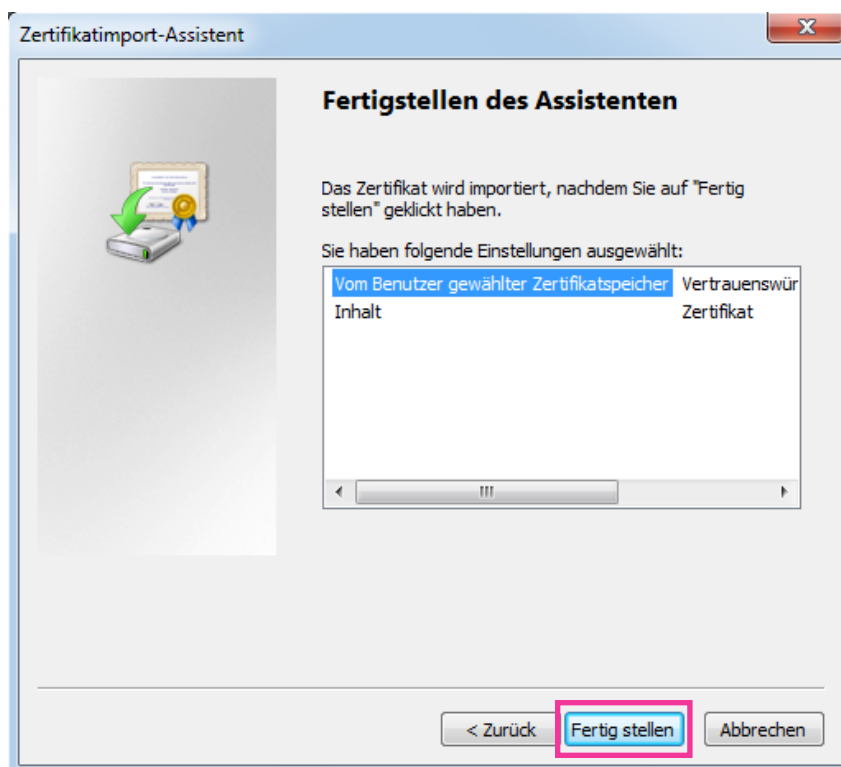 Zertifikatimport-Assistent
Fertigstellen des Assistenten
Das Zertifikat wird importiert, nachdem Sie auf "Fertig
stellen" geklickt haben.
Sie haben folgende Einstellungen ausgewählt:
Vom Benutzer gewählter Zertifikatspeicher Vertrauenswür
Inhalt Zertifikat
< Zurück Fertig stellen Abbrechen